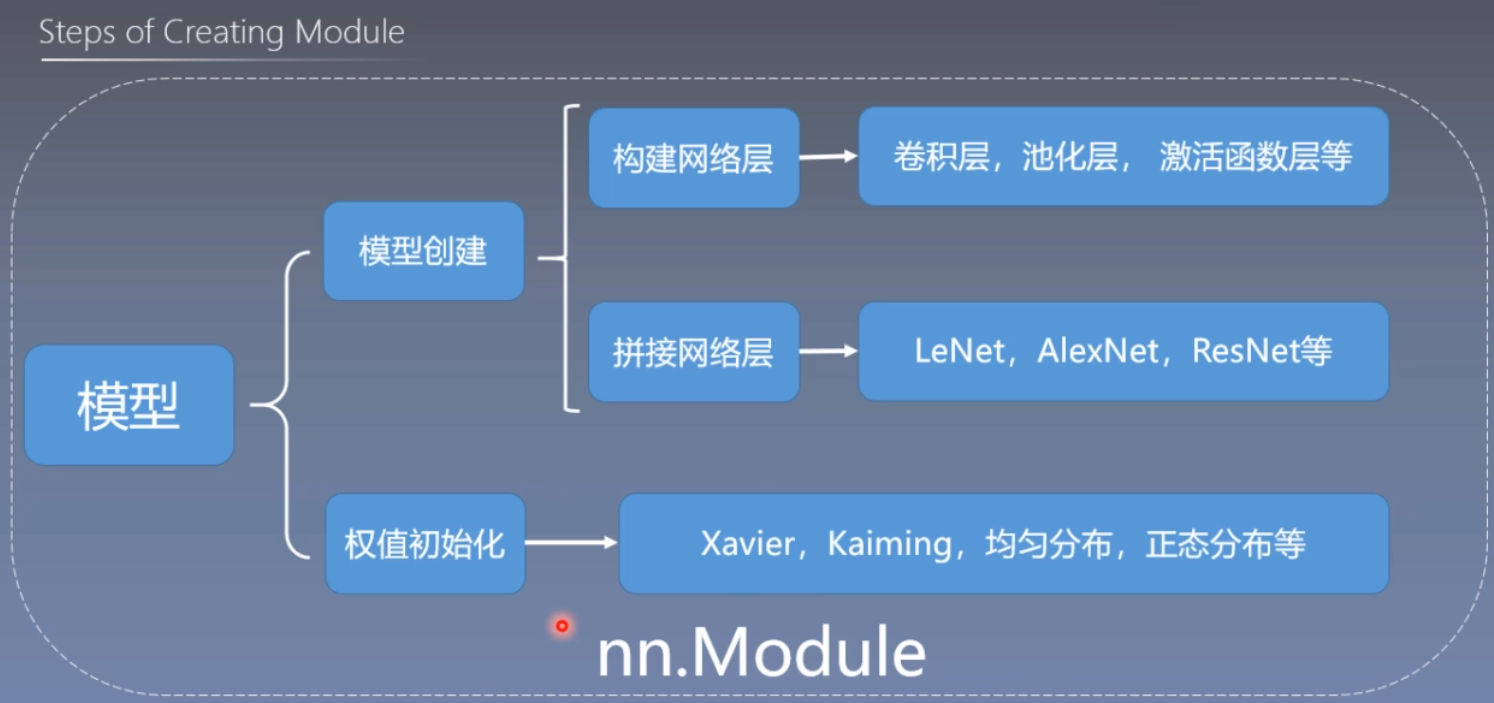 Steps of Creating Module
构建网络层
卷积层，池化层， 激活函数层等
模型创建
拼接网络层
LeNet，AlexNet，ResNet等
模型
权值初始化
Xavier，Kaiming，均匀分布，正态分布等
nn.Module